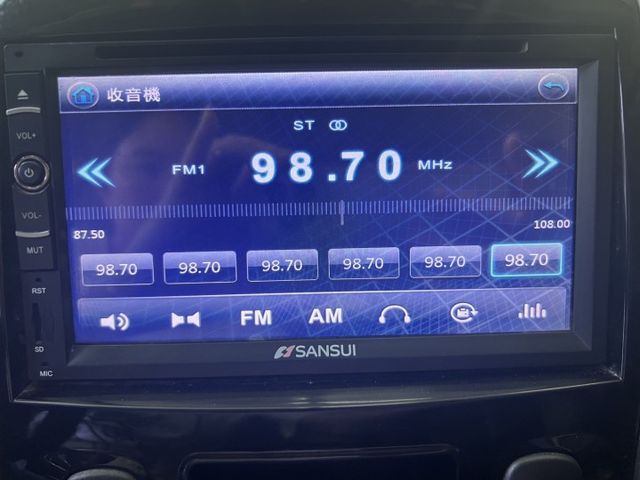 收音機
ST
FM1 98.70 MHz
87.50 108.00
98.70 98.70 98.70 98.70 98.70 98.70
FM AM
VOL+
VOL-
MUT
RST
SD
MIC
SANSUI